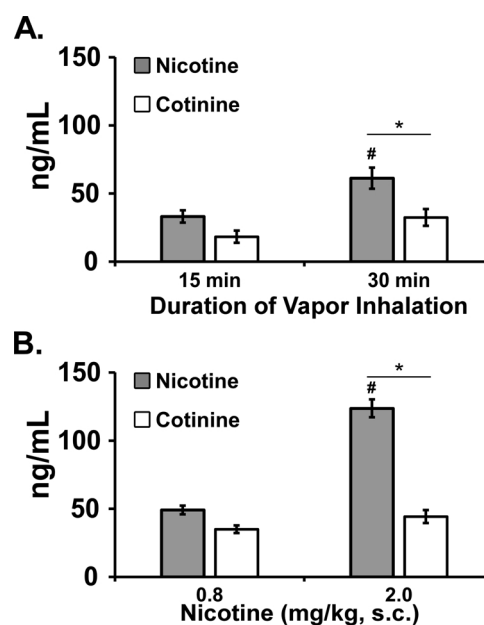 A.
150
100
50
0
ng/mL
Nicotine
Cotinine
*
#
15 min
30 min
Duration of Vapor Inhalation
B.
150
100
50
0
ng/mL
Nicotine
Cotinine
*
#
0.8
2.0
Nicotine (mg/kg, s.c.)